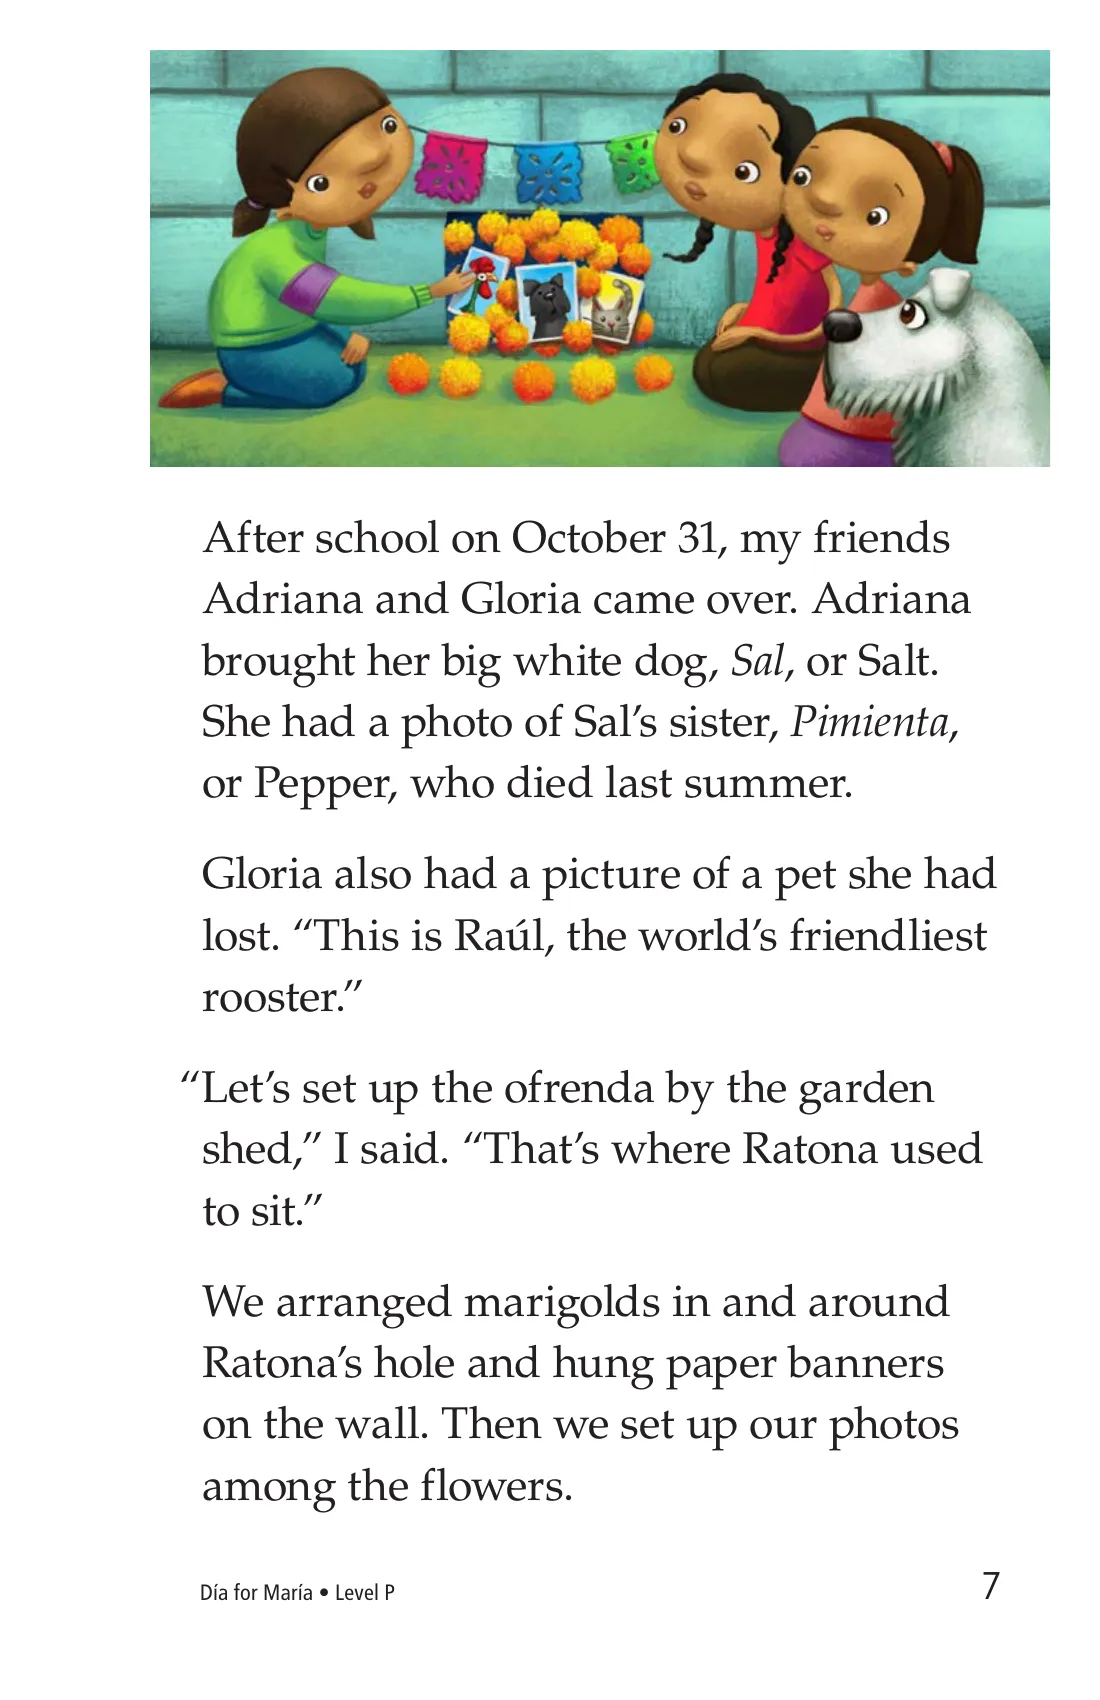 After school on October 31, my friends
Adriana and Gloria came over. Adriana
brought her big white dog, Sal, or Salt.
She had a photo of Sal’s sister, Pimienta,
or Pepper, who died last summer.
Gloria also had a picture of a pet she had
lost. “This is Raúl, the world’s friendliest
rooster.”
“Let’s set up the ofrenda by the garden
shed,” I said. “That’s where Ratona used
to sit.”
We arranged marigolds in and around
Ratona’s hole and hung paper banners
on the wall. Then we set up our photos
among the flowers.
Día for María • Level P
7